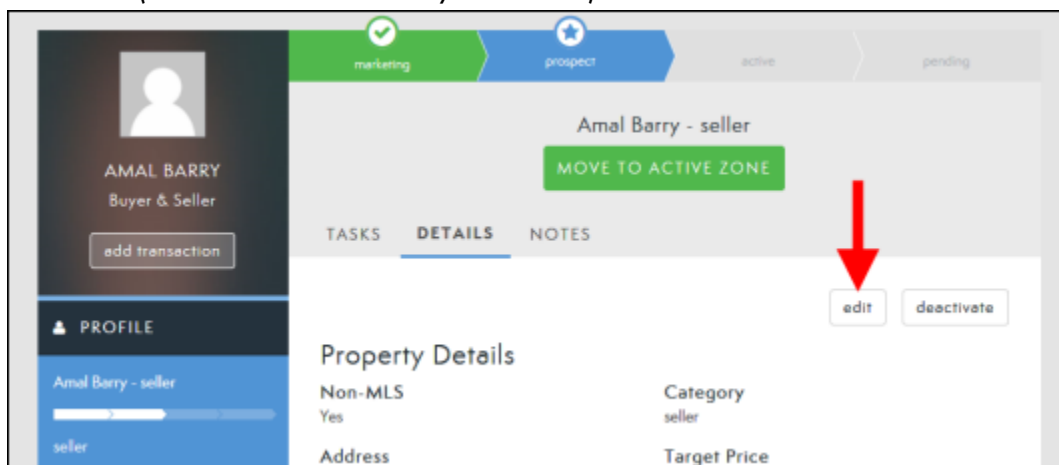 marketing
prospect
active
pending
AMAL BARRY
Buyer & Seller
add transaction
PROFILE
Amal Barry - seller
seller
Amal Barry - seller
MOVE TO ACTIVE ZONE
TASKS DETAILS NOTES
edit deactivate
Property Details
Non-MLS Category
Yes seller
Address Target Price